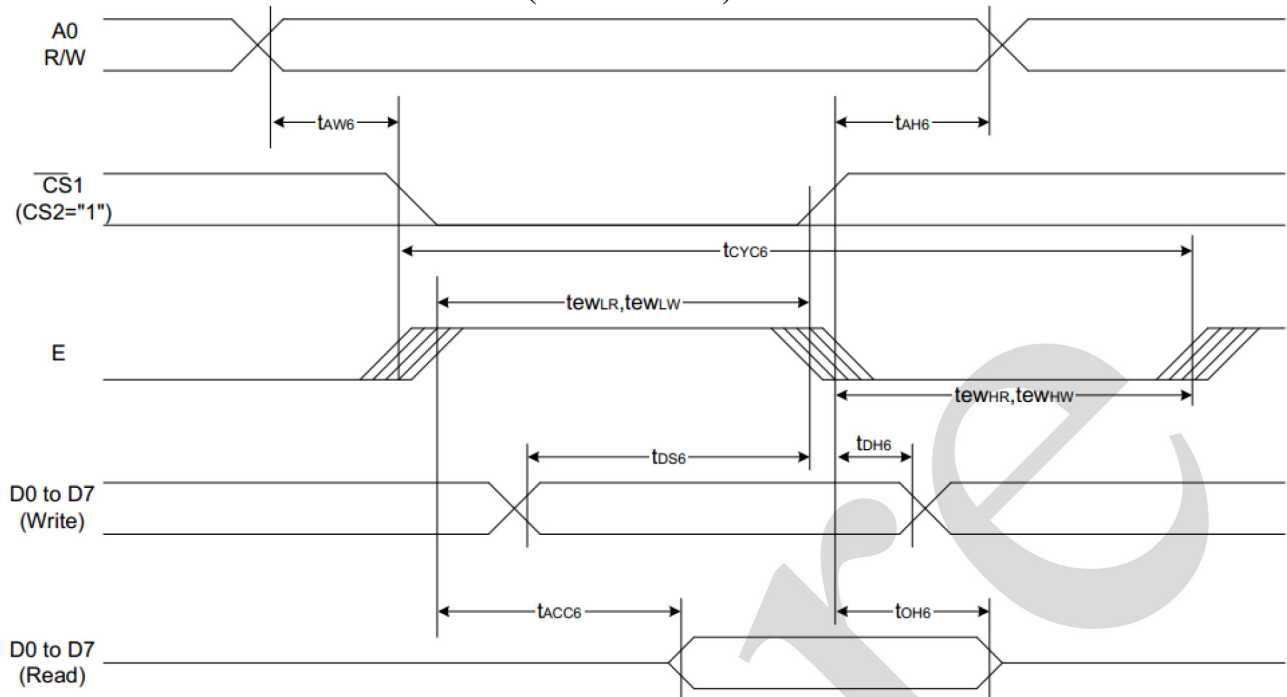 A0
R/W
tAW6
tAH6
CS1
(CS2="1")
tCYC6
tewLR,tewLW
E
tewHR,tewHW
tDS6
tDH6
D0 to D7
(Write)
tACC6
tOH6
D0 to D7
(Read)
re